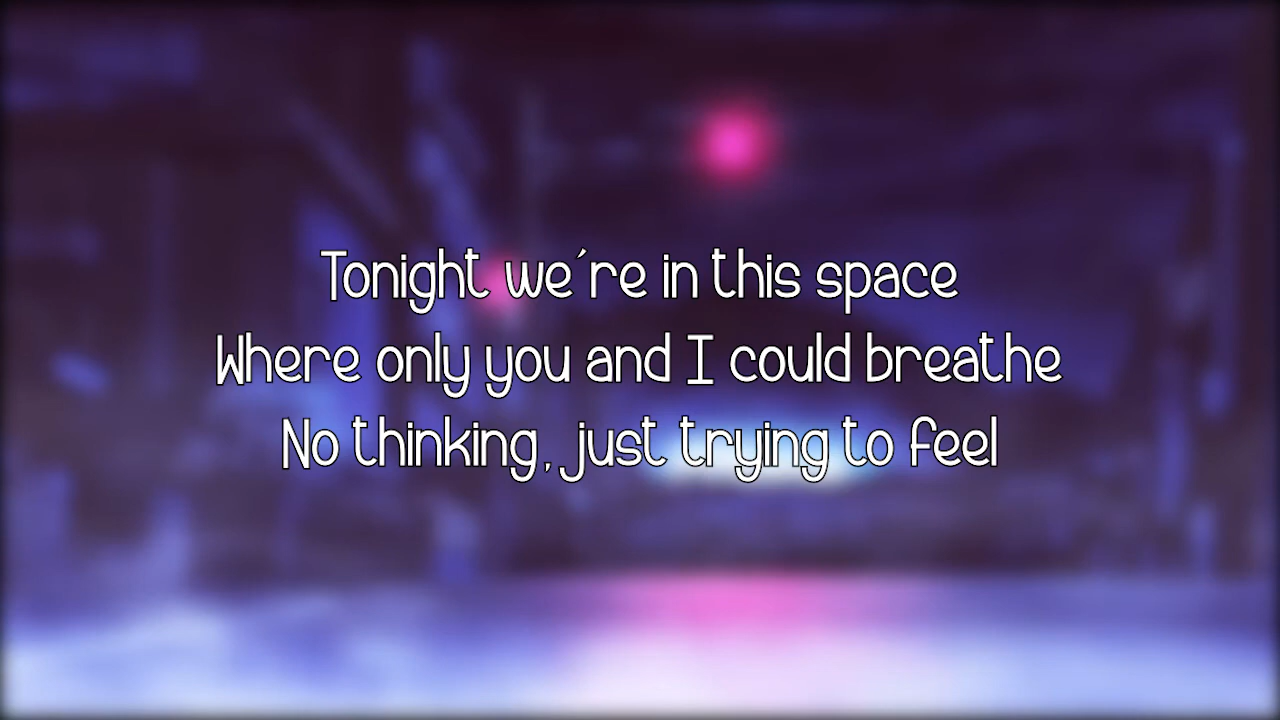 Tonight we're in this space
Where only you and I could breathe
No thinking, just trying to feel